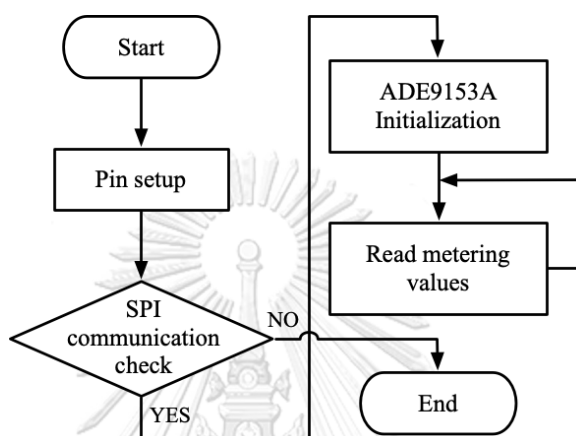 Start
Pin setup
SPI
communication
check
NO
YES
ADE9153A
Initialization
Read metering
values
End